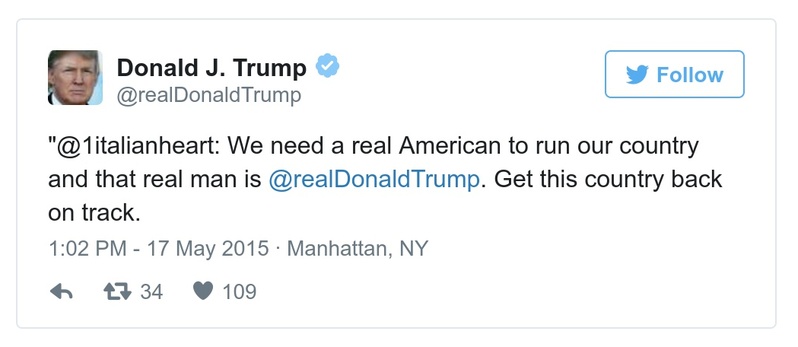 Donald J. Trump
@realDonaldTrump
Follow
"@1italianheart: We need a real American to run our country
and that real man is @realDonaldTrump. Get this country back
on track.
1:02 PM - 17 May 2015 · Manhattan, NY
34 109